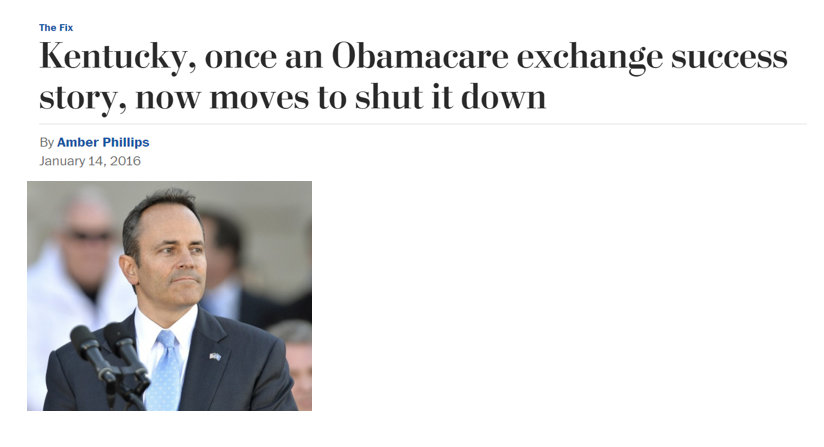 The Fix
Kentucky, once an Obamacare exchange success
story, now moves to shut it down
By Amber Phillips
January 14, 2016